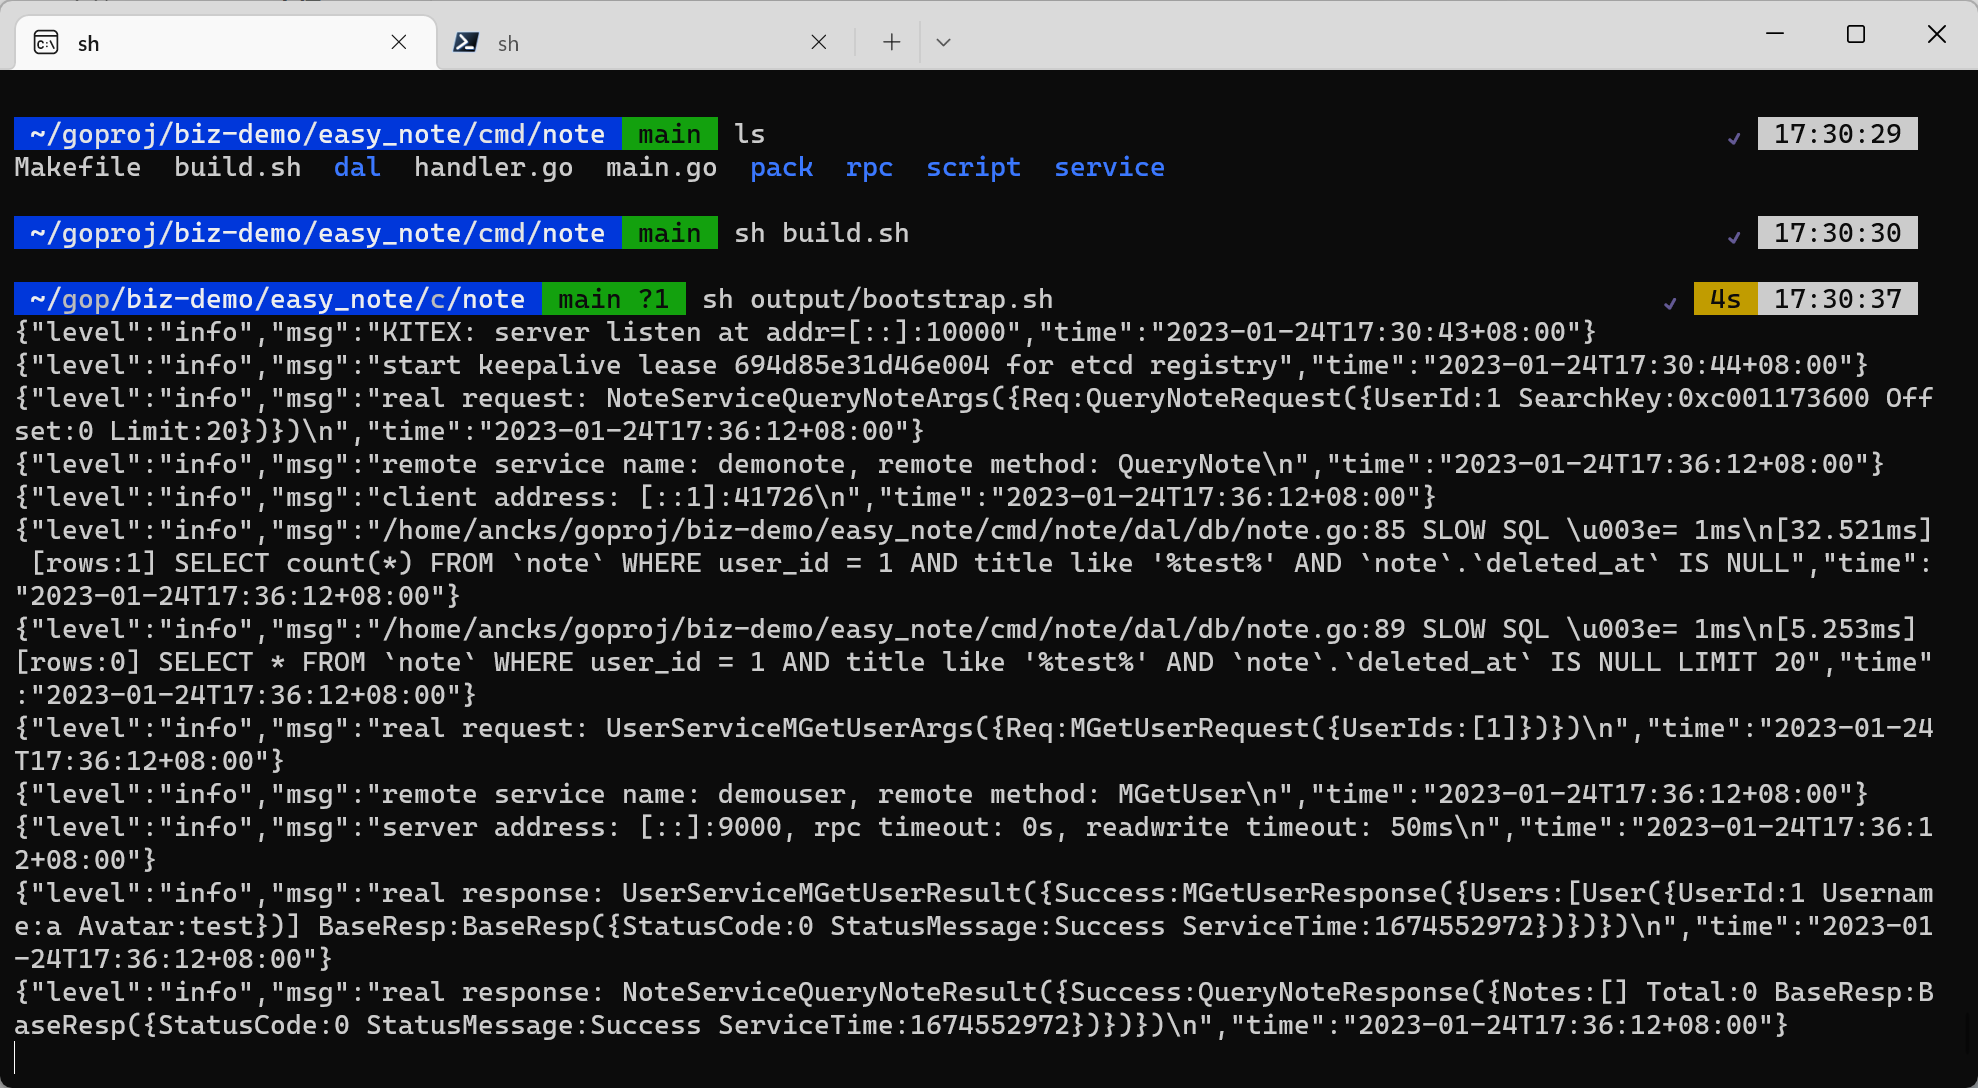 sh
sh
~/goproj/biz-demo/easy_note/cmd/note main ls 17:30:29
Makefile build.sh dal handler.go main.go pack rpc script service
~/goproj/biz-demo/easy_note/cmd/note main sh build.sh 17:30:30
~/gop/biz-demo/easy_note/c/note main ?1 sh output/bootstrap.sh 4s 17:30:37
{"level":"info","msg":"KITEX: server listen at addr=[::]:10000","time":"2023-01-24T17:30:43+08:00"}
{"level":"info","msg":"start keepalive lease 694d85e31d46e004 for etcd registry","time":"2023-01-24T17:30:44+08:00"}
{"level":"info","msg":"real request: NoteServiceQueryNoteArgs({Req:QueryNoteRequest({UserId:1 SearchKey:0xc001173600 Off
set:0 Limit:20})})\n","time":"2023-01-24T17:36:12+08:00"}
{"level":"info","msg":"remote service name: demonote, remote method: QueryNote\n","time":"2023-01-24T17:36:12+08:00"}
{"level":"info","msg":"client address: [::1]:41726\n","time":"2023-01-24T17:36:12+08:00"}
{"level":"info","msg":"/home/ancks/goproj/biz-demo/easy_note/cmd/note/dal/db/note.go:85 SLOW SQL \u003e= 1ms\n[32.521ms]
[rows:1] SELECT count(*) FROM `note` WHERE user_id = 1 AND title like '%test%' AND `note`.`deleted_at` IS NULL","time":
"2023-01-24T17:36:12+08:00"}
{"level":"info","msg":"/home/ancks/goproj/biz-demo/easy_note/cmd/note/dal/db/note.go:89 SLOW SQL \u003e= 1ms\n[5.253ms]
[rows:0] SELECT * FROM `note` WHERE user_id = 1 AND title like '%test%' AND `note`.`deleted_at` IS NULL LIMIT 20","time"
:"2023-01-24T17:36:12+08:00"}
{"level":"info","msg":"real request: UserServiceMGetUserArgs({Req:MGetUserRequest({UserIds:[1]})})\n","time":"2023-01-24
T17:36:12+08:00"}
{"level":"info","msg":"remote service name: demouser, remote method: MGetUser\n","time":"2023-01-24T17:36:12+08:00"}
{"level":"info","msg":"server address: [::]:9000, rpc timeout: 0s, readwrite timeout: 50ms\n","time":"2023-01-24T17:36:1
2+08:00"}
{"level":"info","msg":"real response: UserServiceMGetUserResult({Success:MGetUserResponse({Users:[User({UserId:1 Usernam
e:a Avatar:test})] BaseResp:BaseResp({StatusCode:0 StatusMessage:Success ServiceTime:1674552972})})})\n","time":"2023-01
-24T17:36:12+08:00"}
{"level":"info","msg":"real response: NoteServiceQueryNoteResult({Success:QueryNoteResponse({Notes:[] Total:0 BaseResp:B
aseResp({StatusCode:0 StatusMessage:Success ServiceTime:1674552972})})})\n","time":"2023-01-24T17:36:12+08:00"}